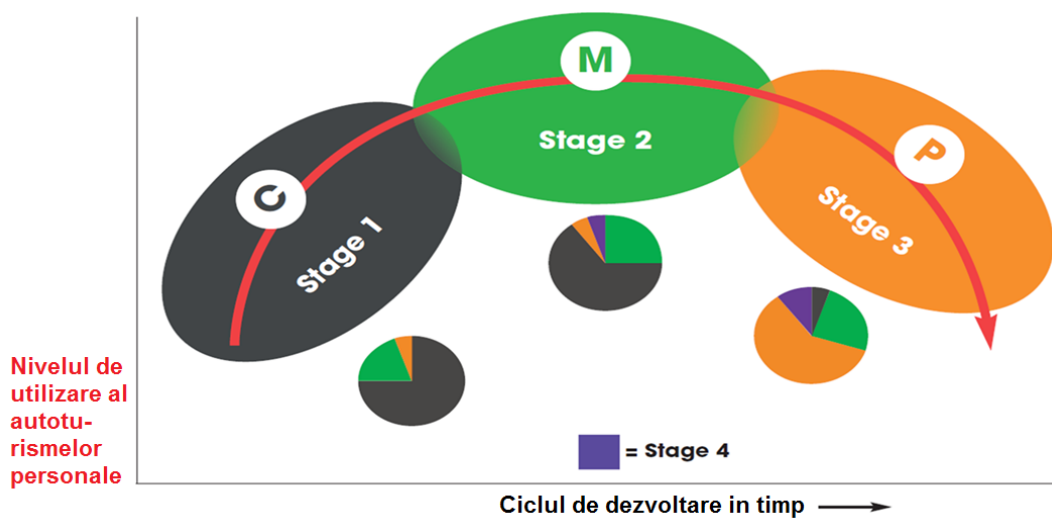 M
Stage 2
C
Stage 1
P
Stage 3
Nivelul de
utilizare al
autotu-
rismelor
personale
= Stage 4
Ciclul de dezvoltare in timp